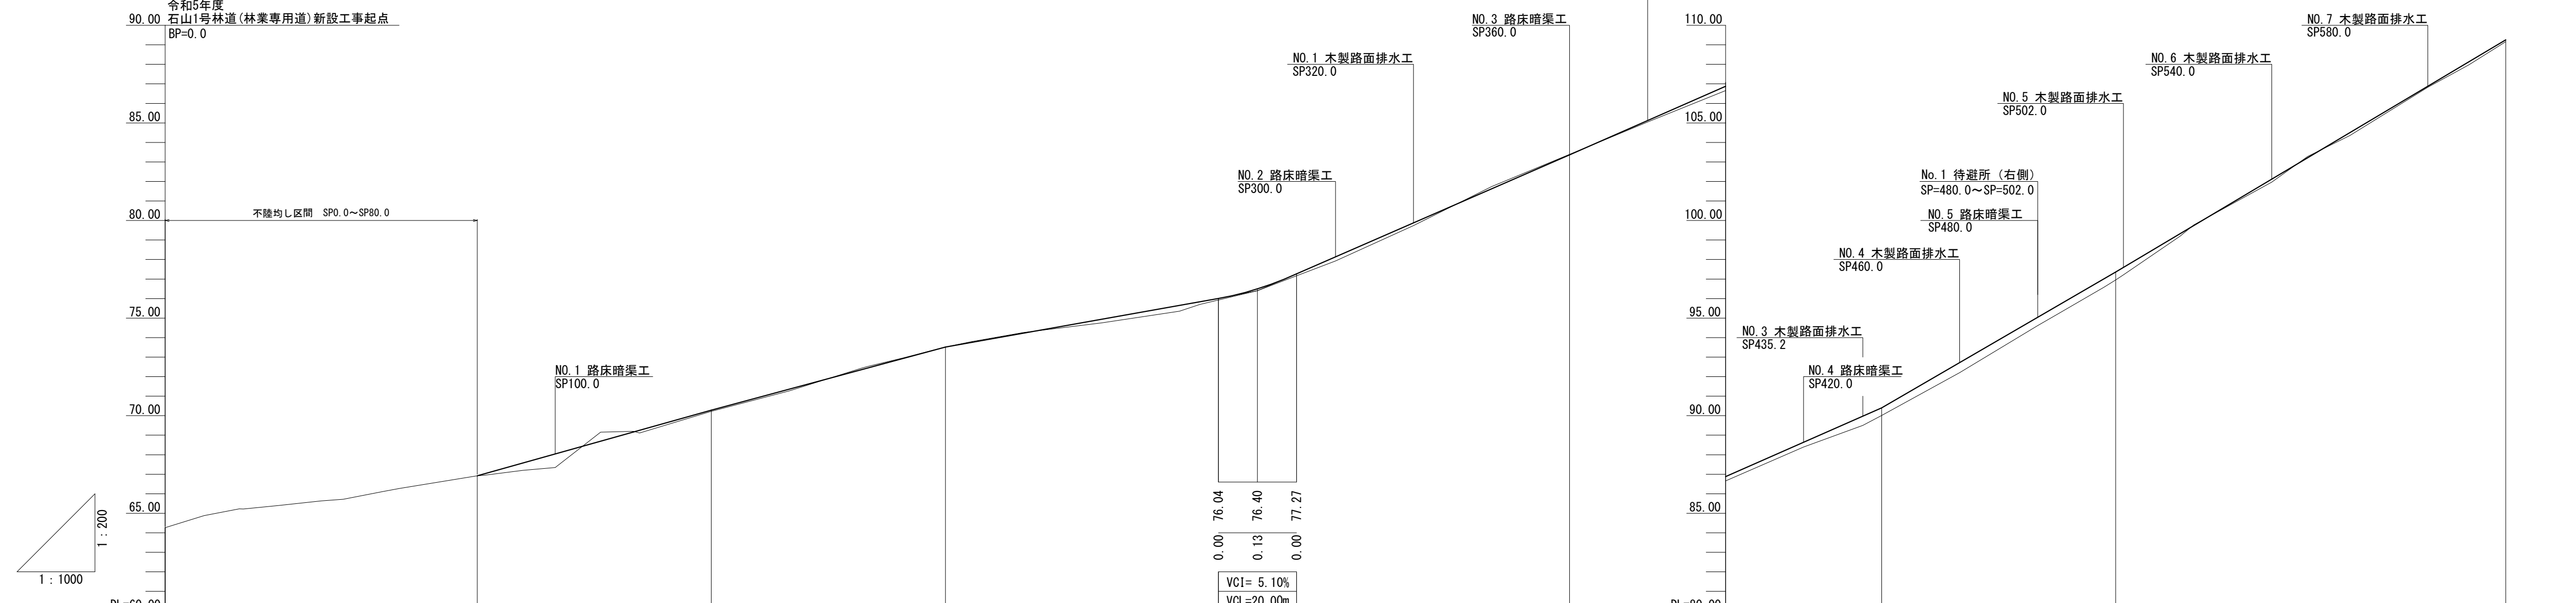 令和5年度
石山1号林道(林業専用道)新設工事起点
BP=0.0
90.00
85.00
80.00
75.00
70.00
65.00
不陸均し区間 SP0.0～SP80.0
NO.1 路床暗渠工
SP100.0
NO.2 路床暗渠工
SP300.0
NO.1 木製路面排水工
SP320.0
NO.3 路床暗渠工
SP360.0
76.04
76.40
77.27
0.00
0.13
0.00
VCI= 5.10%
VCL=20.00m
1 : 200
1 : 1000
110.00
105.00
100.00
95.00
90.00
85.00
NO.3 木製路面排水工
SP435.2
NO.4 路床暗渠工
SP420.0
NO.4 木製路面排水工
SP460.0
No.1 待避所 (右側)
SP=480.0～SP=502.0
NO.5 路床暗渠工
SP480.0
NO.5 木製路面排水工
SP502.0
NO.6 木製路面排水工
SP540.0
NO.7 木製路面排水工
SP580.0